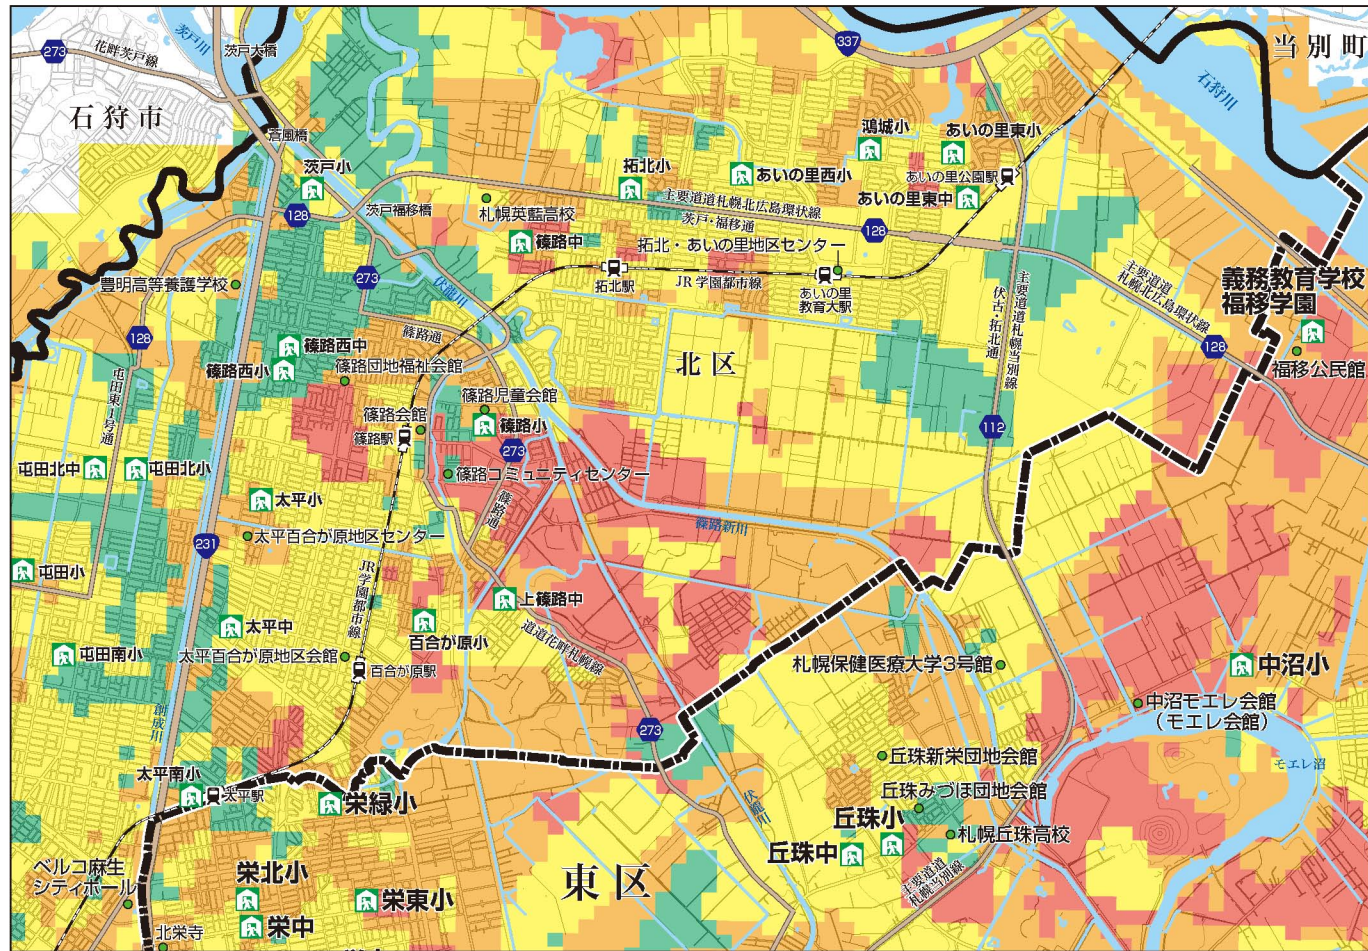 273
花畔茨戸線
茨戸川
茨戸大橋
337
当別町
石狩川
石狩市
蒼風橋
茨戸小
鴻城小
あいの里東小
拓北小
あいの里西小
あいの里公園駅
あいの里東中
128
茨戸福移橋
札幌英藍高校
主要道道札幌北広島環状線
茨戸・福移通
128
篠路中
拓北・あいの里地区センター
273
豊明高等養護学校
伏籠川
拓北駅
JR学園都市線
あいの里
教育大駅
主要道道札幌当別線
伏古・拓北通
主要道道
札幌北広島環状線
義務教育学校
福移学園
128
福移公民館
128
屯田東1号通
篠路通
篠路西中
篠路西小
篠路団地福祉会館
北区
篠路児童会館
篠路会館
篠路駅
篠路小
273
112
篠路コミュニティセンター
屯田北中
屯田北小
太平小
篠路通
篠路新川
231
太平百合が原地区センター
屯田小
JR学園都市線
上篠路中
太平中
百合が原小
道道花畔札幌線
屯田南小
太平百合が原地区会館
百合が原駅
札幌保健医療大学3号館
中沼小
中沼モエレ会館
(モエレ会館)
創成川
273
丘珠新栄団地会館
モエレ沼
太平南小
太平駅
栄緑小
伏籠川
丘珠みづほ団地会館
丘珠小
札幌丘珠高校
丘珠中
主要道道
札幌当別線
ベルコ麻生
シティホール
栄北小
栄東小
東区
栄中
北栄寺